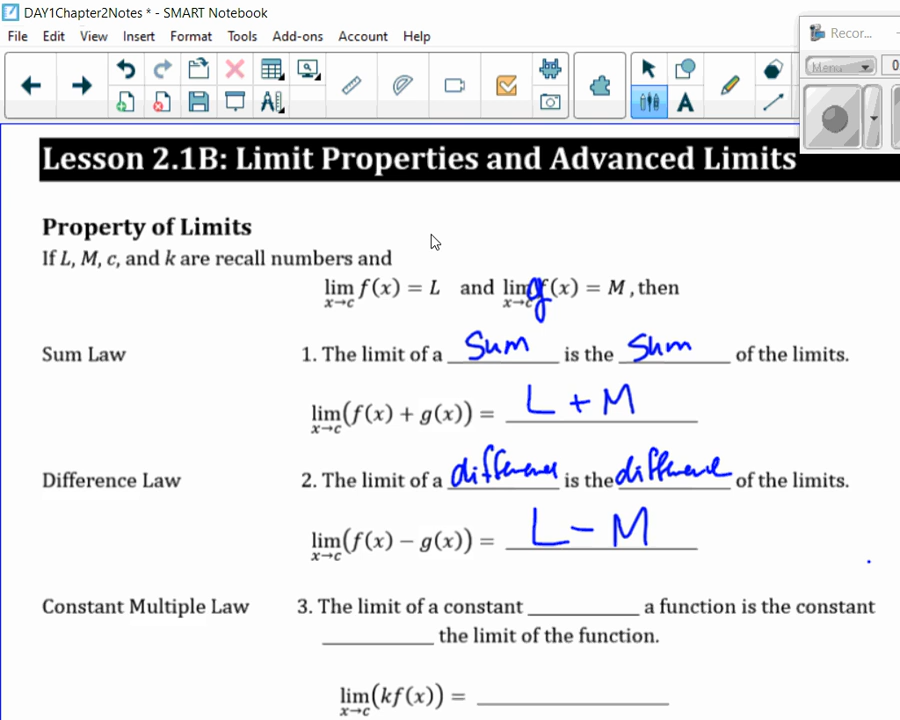 DAY1Chapter2Notes * - SMART Notebook
Recor...
File Edit View Insert Format Tools Add-ons Account Help
Menu 0
Lesson 2.1B: Limit Properties and Advanced Limits
Property of Limits
If L, M, c, and k are recall numbers and
lim x→c f(x) = L and lim x→c g(x) = M, then
Sum Law 1. The limit of a Sum is the Sum of the limits.
lim x→c (f(x) + g(x)) = L + M
Difference Law 2. The limit of a difference is the difference of the limits.
lim x→c (f(x) − g(x)) = L − M
Constant Multiple Law 3. The limit of a constant __________ a function is the constant
__________ the limit of the function.
lim x→c (kf(x)) = __________